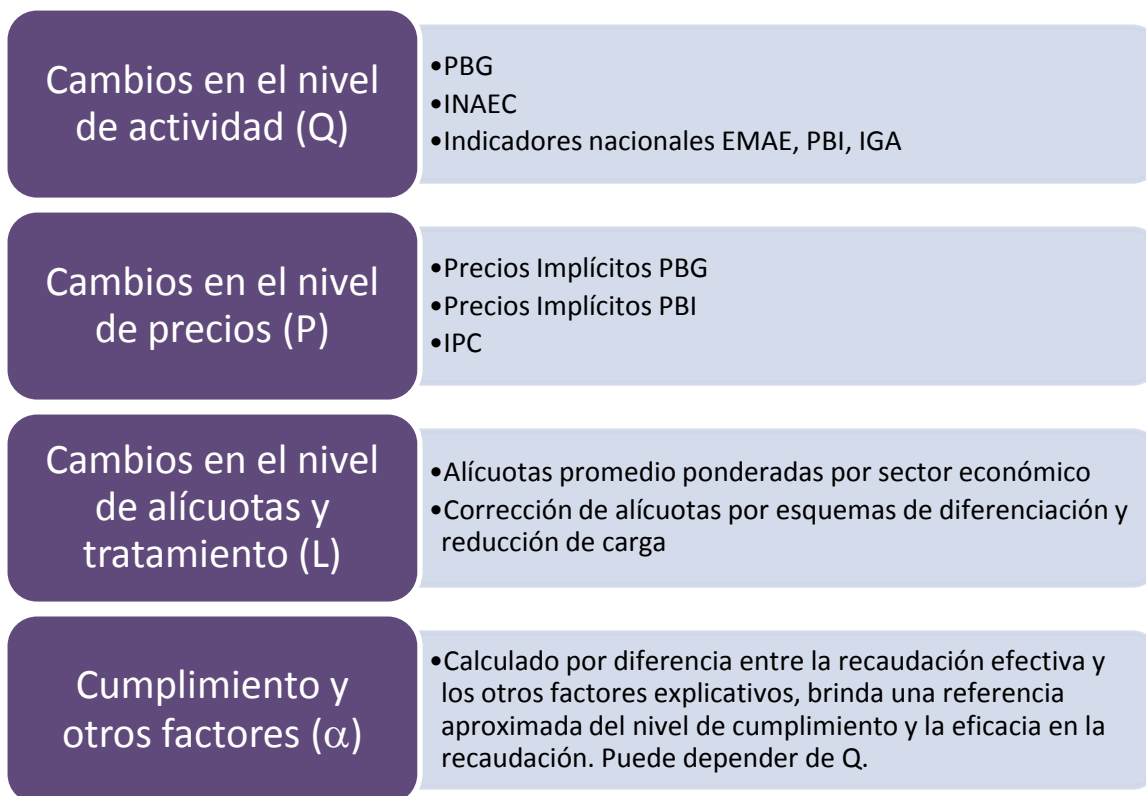 Cambios en el nivel
de actividad (Q)
•PBG
•INAEC
•Indicadores nacionales EMAE, PBI, IGA
Cambios en el nivel
de precios (P)
•Precios Implícitos PBG
•Precios Implícitos PBI
•IPC
Cambios en el nivel
de alícuotas y
tratamiento (L)
•Alícuotas promedio ponderadas por sector económico
•Corrección de alícuotas por esquemas de diferenciación y
reducción de carga
Cumplimiento y
otros factores (α)
•Calculado por diferencia entre la recaudación efectiva y
los otros factores explicativos, brinda una referencia
aproximada del nivel de cumplimiento y la eficacia en la
recaudación. Puede depender de Q.